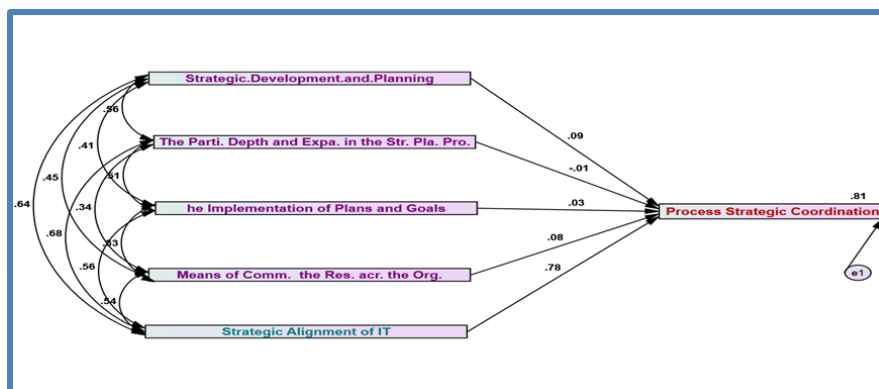 Strategic.Development.and.Planning
.56
.09
The Parti. Depth and Expa. in the Str. Pla. Pro.
.41
-.01
.45
.81
.64
.34
he Implementation of Plans and Goals
.03
Process Strategic Coordination
.68
.08
.56
Means of Comm. the Res. acr. the Org.
.78
e1
.54
Strategic Alignment of IT